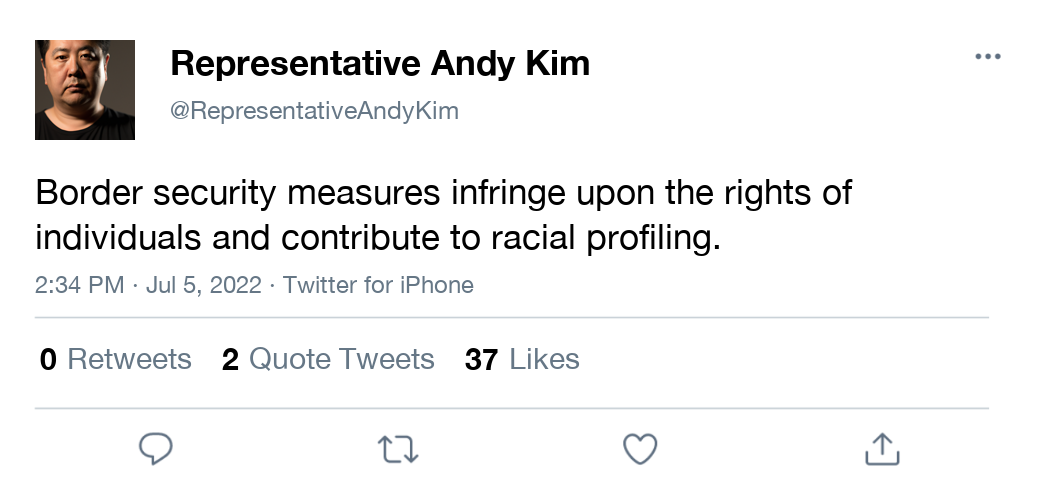 Representative Andy Kim
@RepresentativeAndyKim
Border security measures infringe upon the rights of
individuals and contribute to racial profiling.
2:34 PM · Jul 5, 2022 · Twitter for iPhone
0 Retweets 2 Quote Tweets 37 Likes